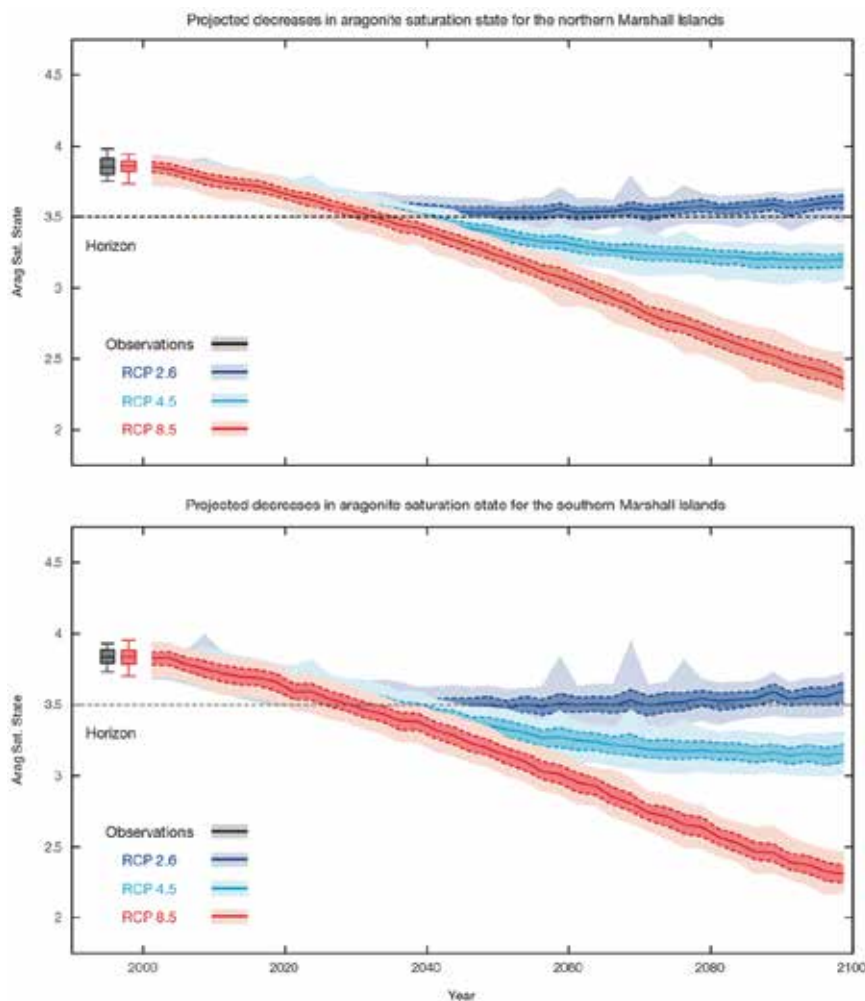 Projected decreases in aragonite saturation state for the northern Marshall Islands
4.5
4
3.5
3
2.5
2
Arag Sat. State
Horizon
Observations
RCP 2.6
RCP 4.5
RCP 8.5
Projected decreases in aragonite saturation state for the southern Marshall Islands
4.5
4
3.5
3
2.5
2
Arag Sat. State
Horizon
Observations
RCP 2.6
RCP 4.5
RCP 8.5
2000 2020 2040 2060 2080 2100
Year